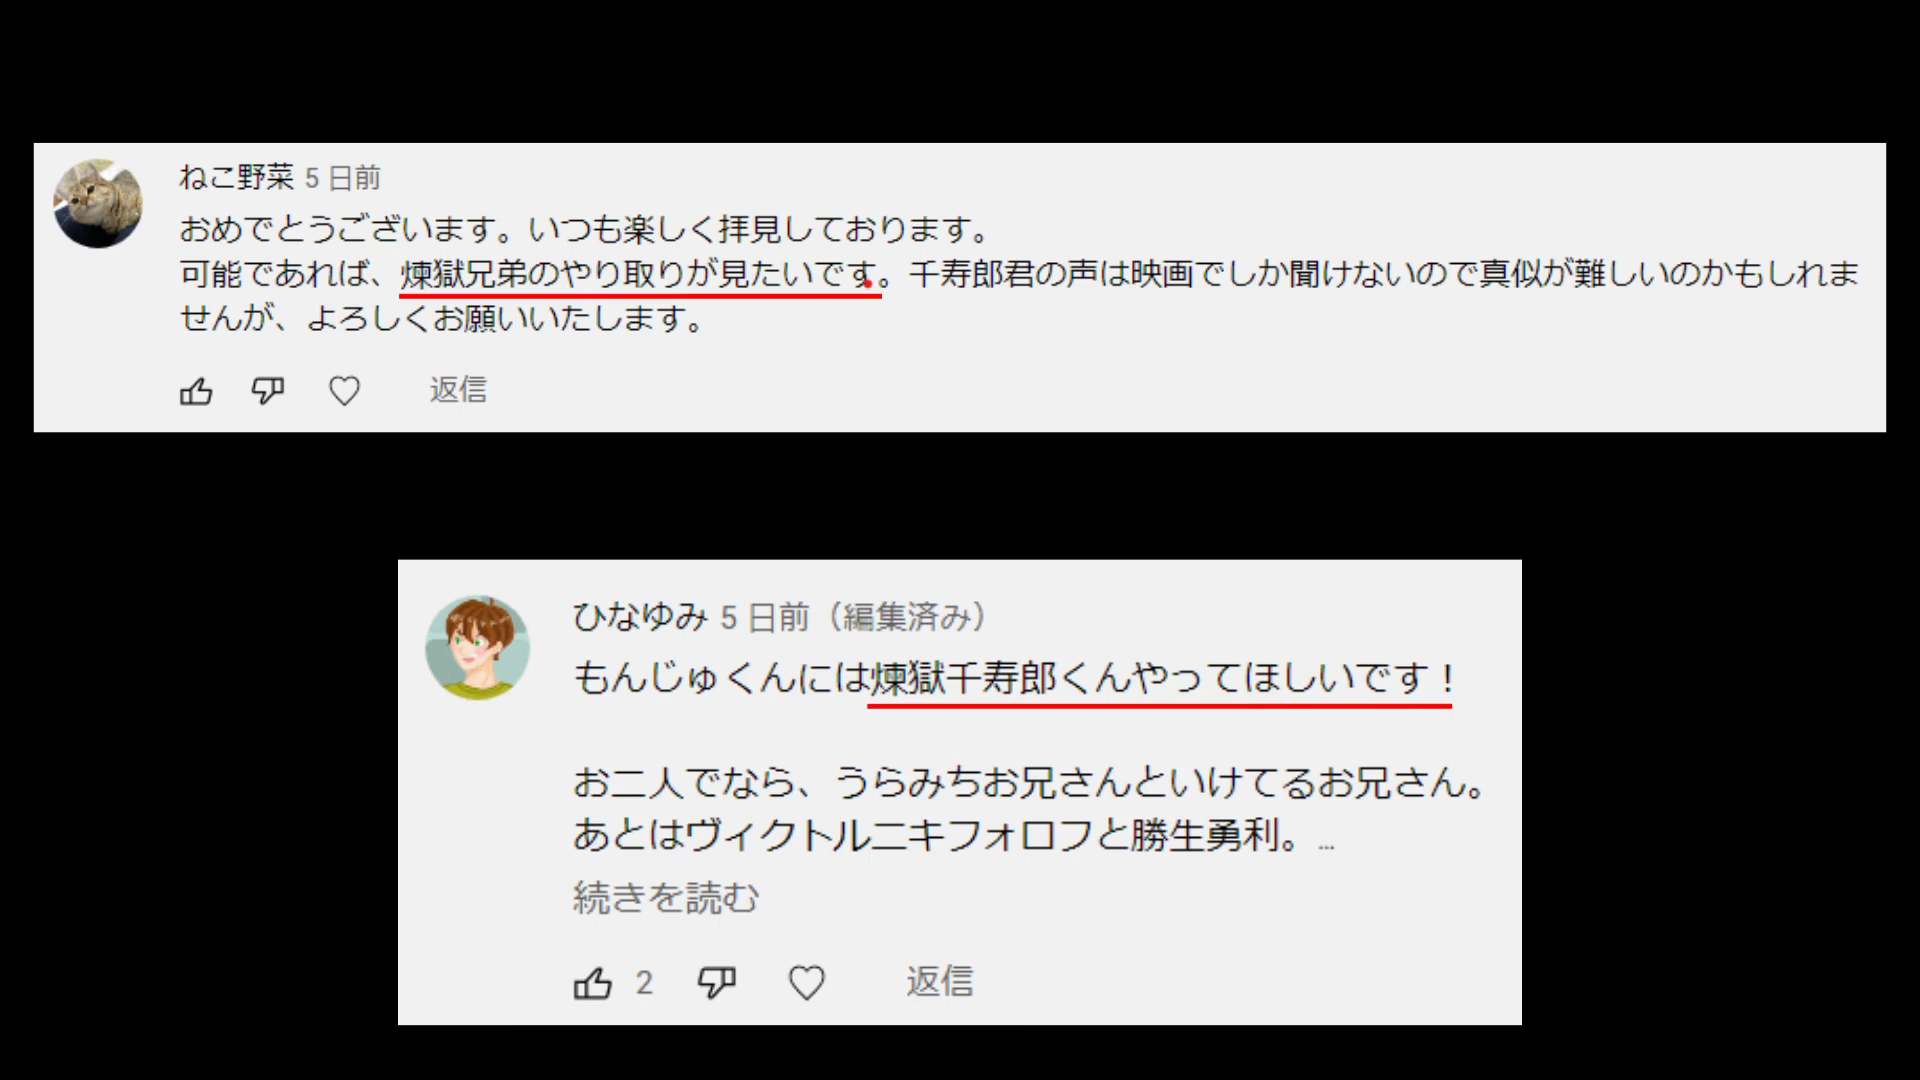 ねこ野菜 5 日前
おめでとうございます。いつも楽しく拝見しております。
可能であれば、煉獄兄弟のやり取りが見たいです。千寿郎君の声は映画でしか聞けないので真似が難しいのかもしれま
せんが、よろしくお願いいたします。
返信
ひなゆみ 5 日前（編集済み）
もんじゅくんには煉獄千寿郎くんやってほしいです！
お二人でなら、うらみちお兄さんといけてるお兄さん。
あとはヴィクトルニキフォロフと勝生勇利。...
続きを読む
2 返信